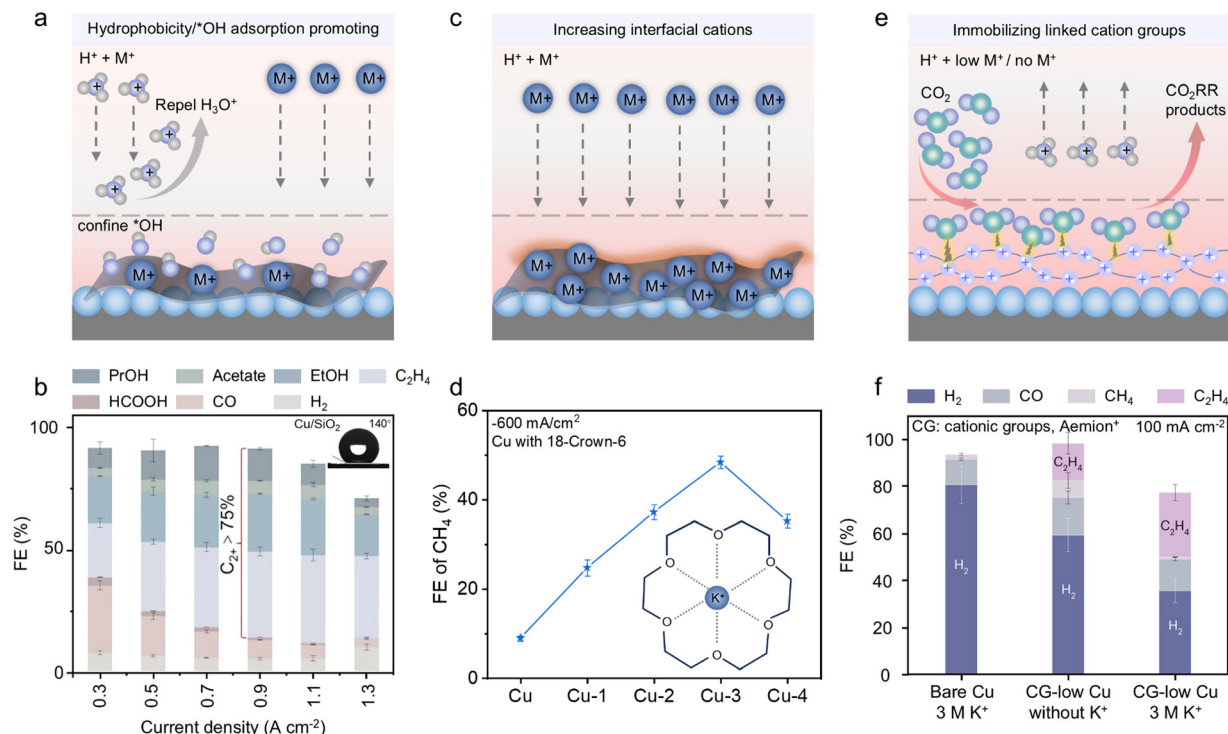 a
Hydrophobicity/*OH adsorption promoting
H⁺ + M⁺
M+ M+ M+
Repel H₃O⁺
+ + + + +
confine *OH
M+ M+ M+
c
Increasing interfacial cations
H⁺ + M⁺
M+ M+ M+ M+ M+ M+
M+ M+ M+ M+ M+ M+ M+ M+ M+
e
Immobilizing linked cation groups
H⁺ + low M⁺ / no M⁺
CO₂
CO₂RR
products
+ + +
b
PrOH Acetate EtOH C₂H₄
HCOOH CO H₂
Cu/SiO₂ 140°
C₂₊ > 75%
FE (%)
100
50
0
0.3 0.5 0.7 0.9 1.1 1.3
Current density (A cm⁻²)
d
-600 mA/cm²
Cu with 18-Crown-6
FE of CH₄ (%)
60
40
20
0
O
O O
K⁺
O O
O
Cu Cu-1 Cu-2 Cu-3 Cu-4
f
H₂ CO CH₄ C₂H₄
CG: cationic groups, Aemion⁺ 100 mA cm⁻²
FE (%)
100
80
60
40
20
0
H₂
C₂H₄
H₂
C₂H₄
H₂
Bare Cu
3 M K⁺
CG-low Cu
without K⁺
CG-low Cu
3 M K⁺